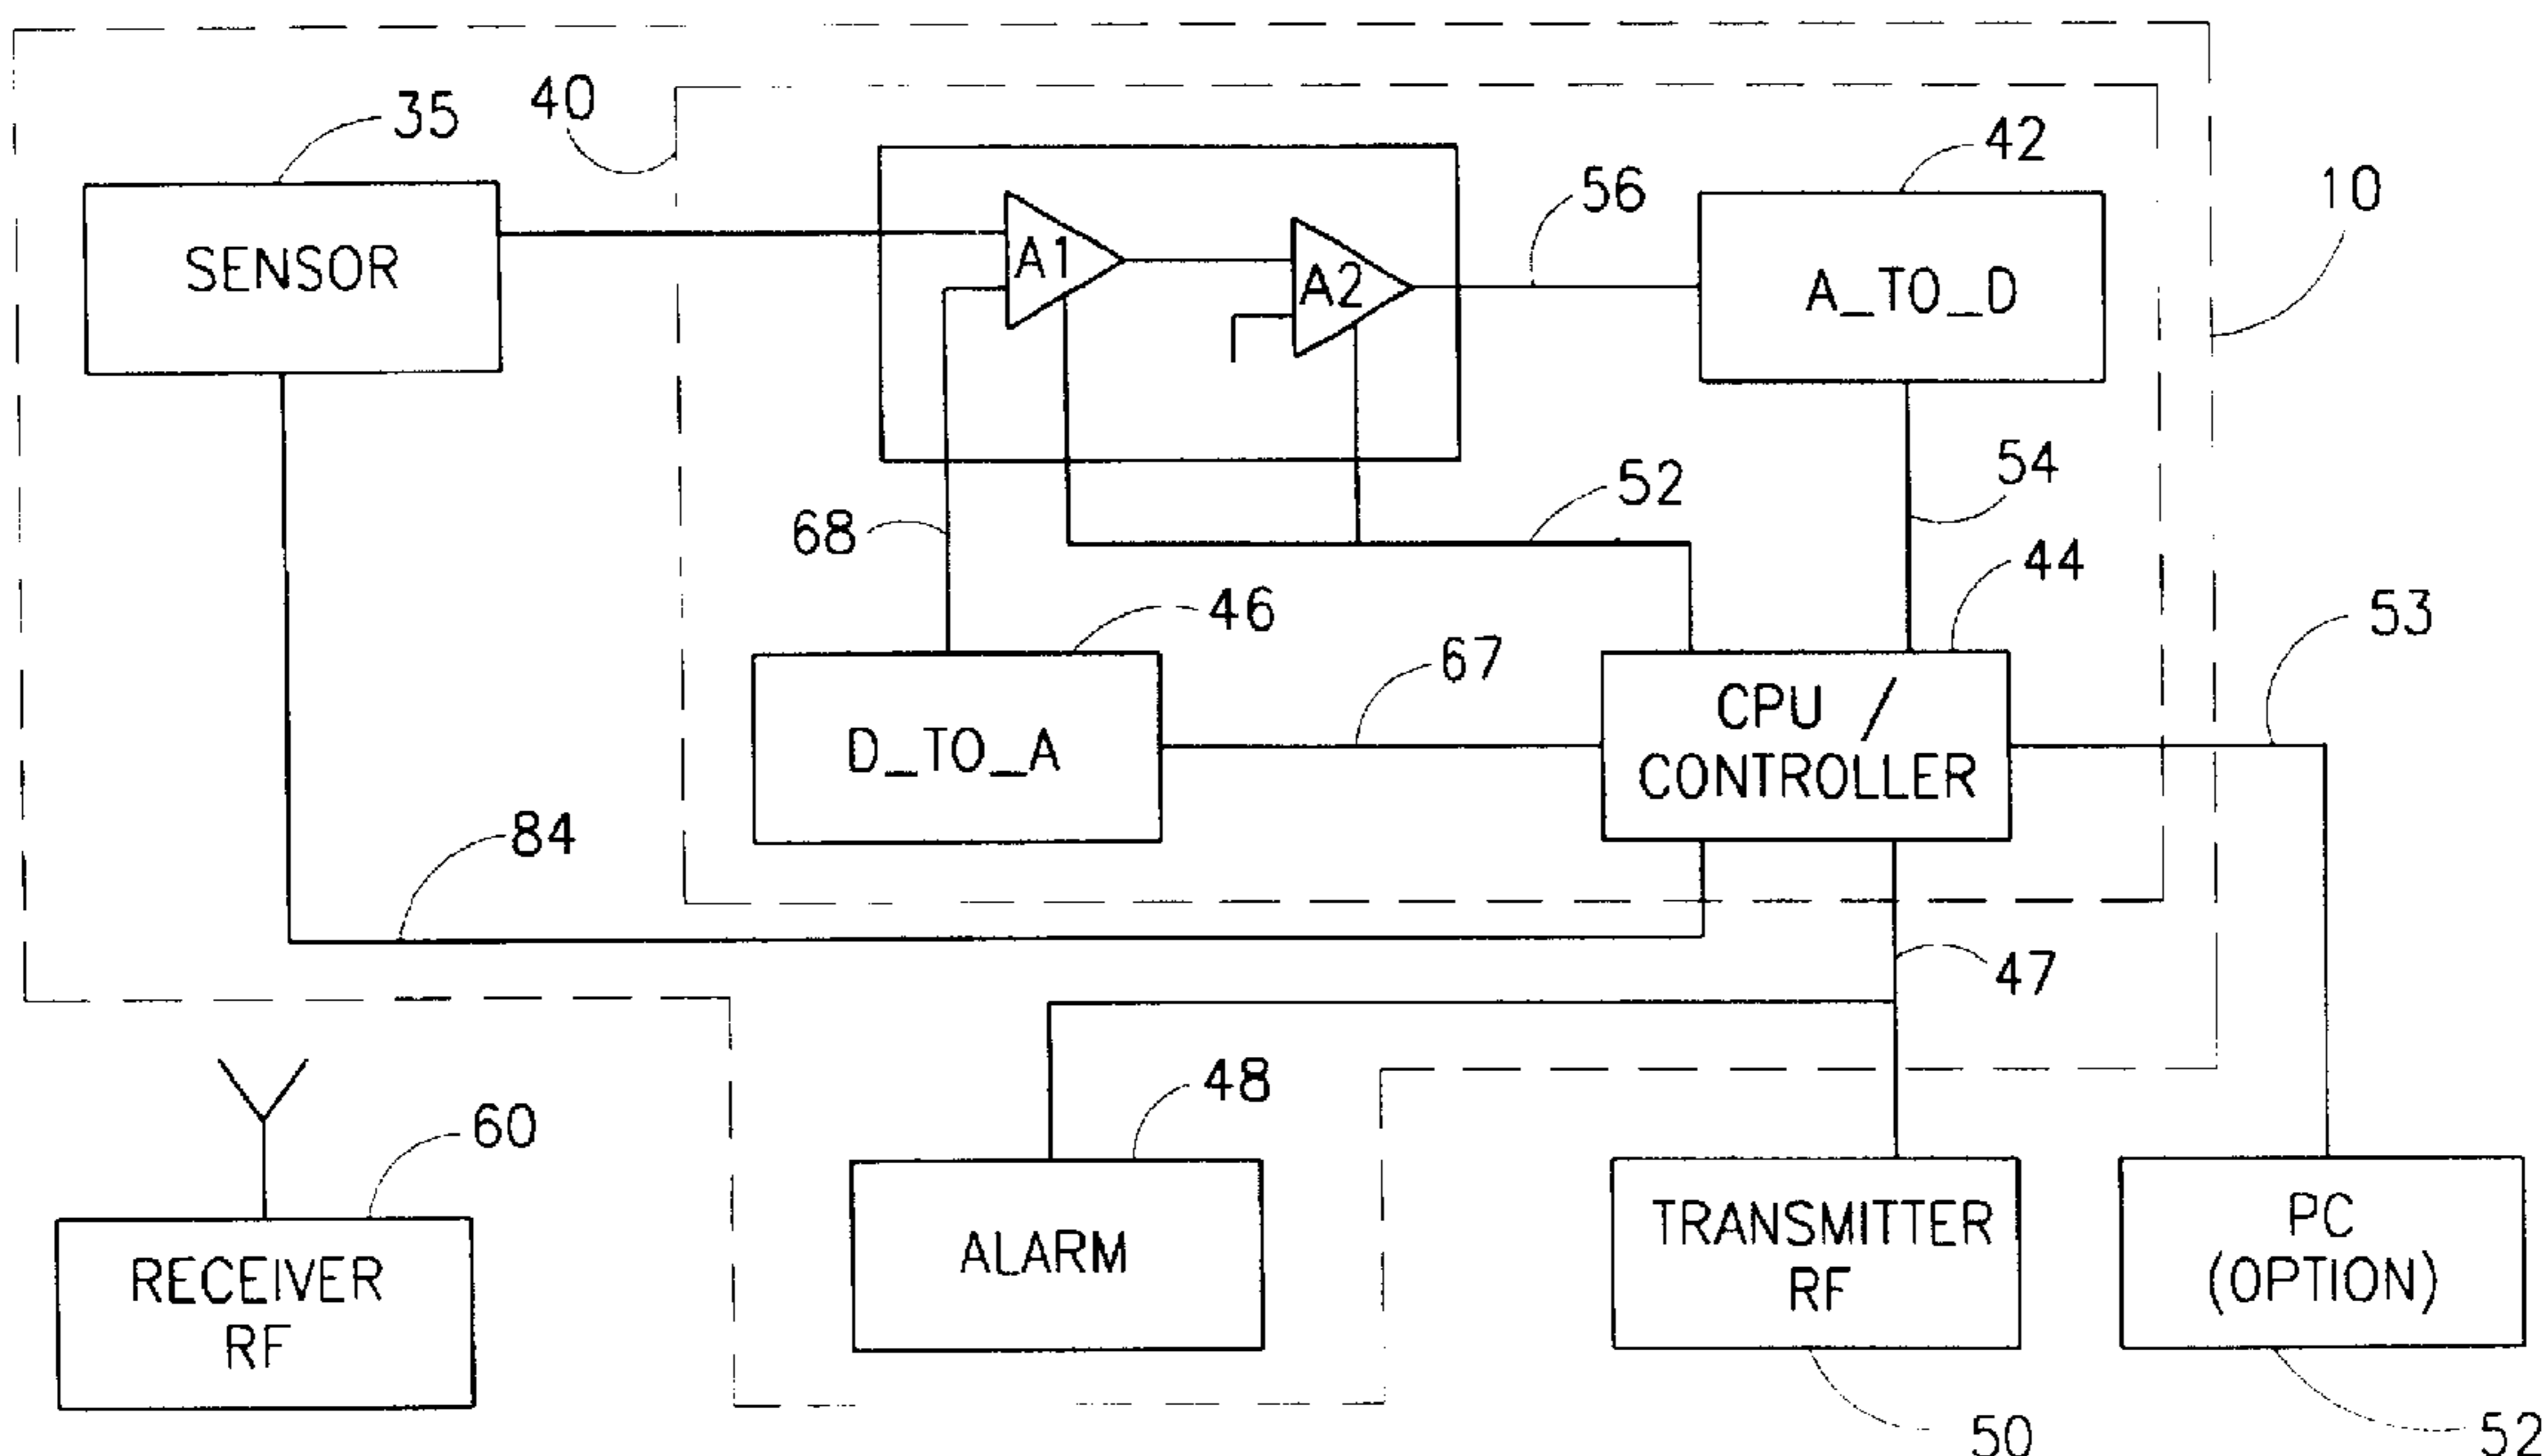 40
35
42
10
SENSOR
A1
A2
56
A_TO_D
68
52
54
44
46
67
53
D_TO_A
CPU /
CONTROLLER
84
47
60
48
RECEIVER
RF
ALARM
TRANSMITTER
RF
PC
(OPTION)
50
52